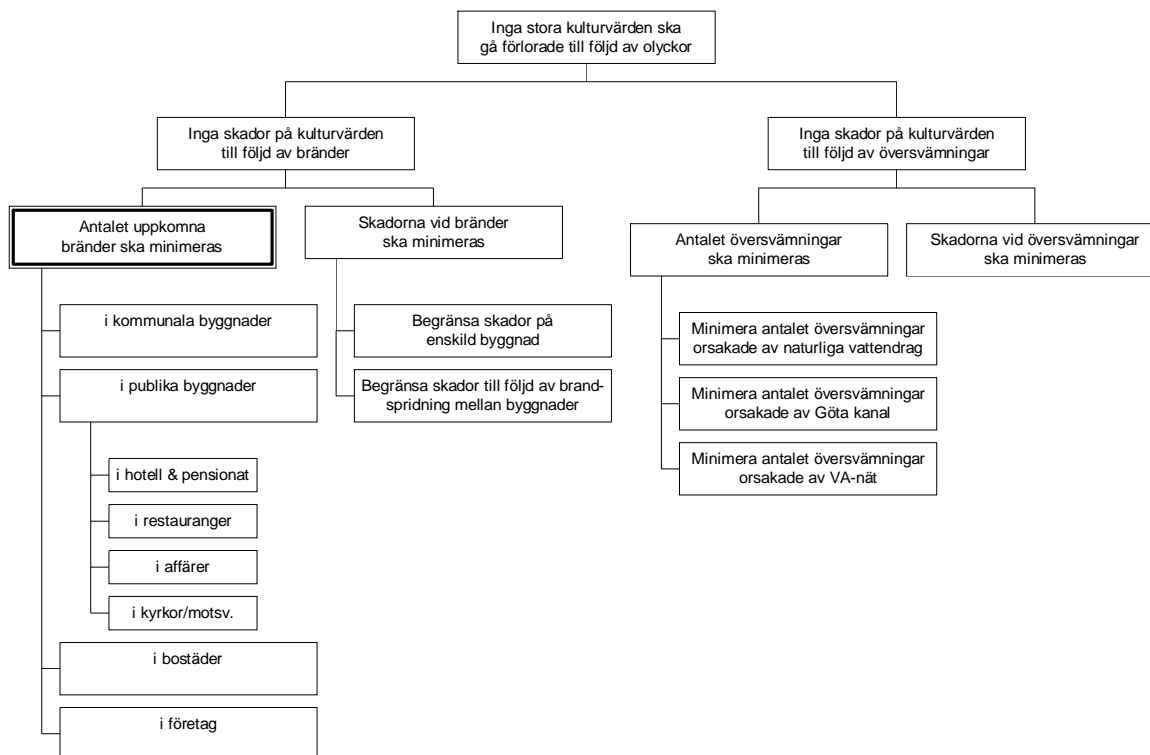 Inga stora kulturvärden ska
gå förlorade till följd av olyckor
Inga skador på kulturvärden
till följd av bränder
Inga skador på kulturvärden
till följd av översvämningar
Antalet uppkomna
bränder ska minimeras
Skadorna vid bränder
ska minimeras
Antalet översvämningar
ska minimeras
Skadorna vid översvämningar
ska minimeras
i kommunala byggnader
i publika byggnader
i hotell & pensionat
i restauranger
i affärer
i kyrkor/motsv.
i bostäder
i företag
Begränsa skador på
enskild byggnad
Begränsa skador till följd av brand-
spridning mellan byggnader
Minimera antalet översvämningar
orsakade av naturliga vattendrag
Minimera antalet översvämningar
orsakade av Göta kanal
Minimera antalet översvämningar
orsakade av VA-nät